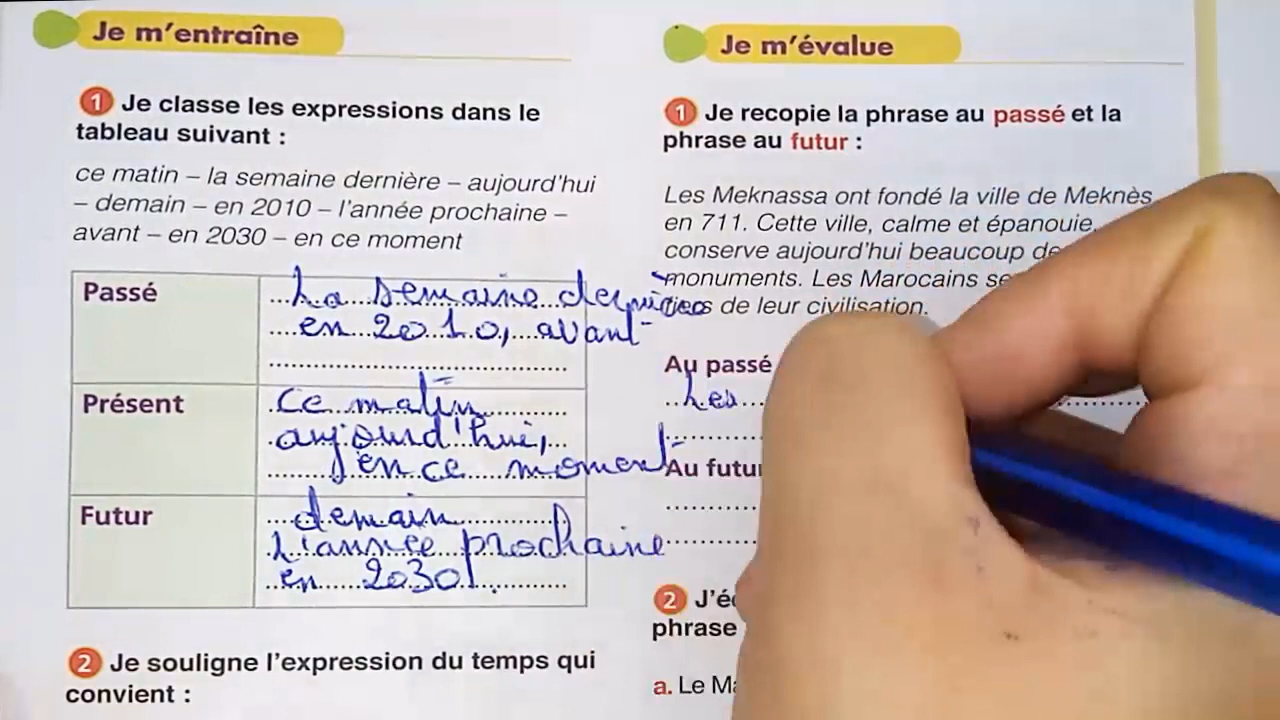 Je m'entraîne
1 Je classe les expressions dans le
tableau suivant :
ce matin – la semaine dernière – aujourd'hui
– demain – en 2010 – l'année prochaine –
avant – en 2030 – en ce moment
Passé
La semaine dernière
en 2010, avant
Présent
Ce matin
aujourd'hui,
en ce moment
Futur
demain
l'année prochaine
en 2030
2 Je souligne l'expression du temps qui
convient :
Je m'évalue
1 Je recopie la phrase au passé et la
phrase au futur :
Les Meknassa ont fondé la ville de Meknès
en 711. Cette ville, calme et épanouie,
conserve aujourd'hui beaucoup de
monuments. Les Marocains
de leur civilisation.
Au passé
Les
Au futur
2
phrase
a. Le